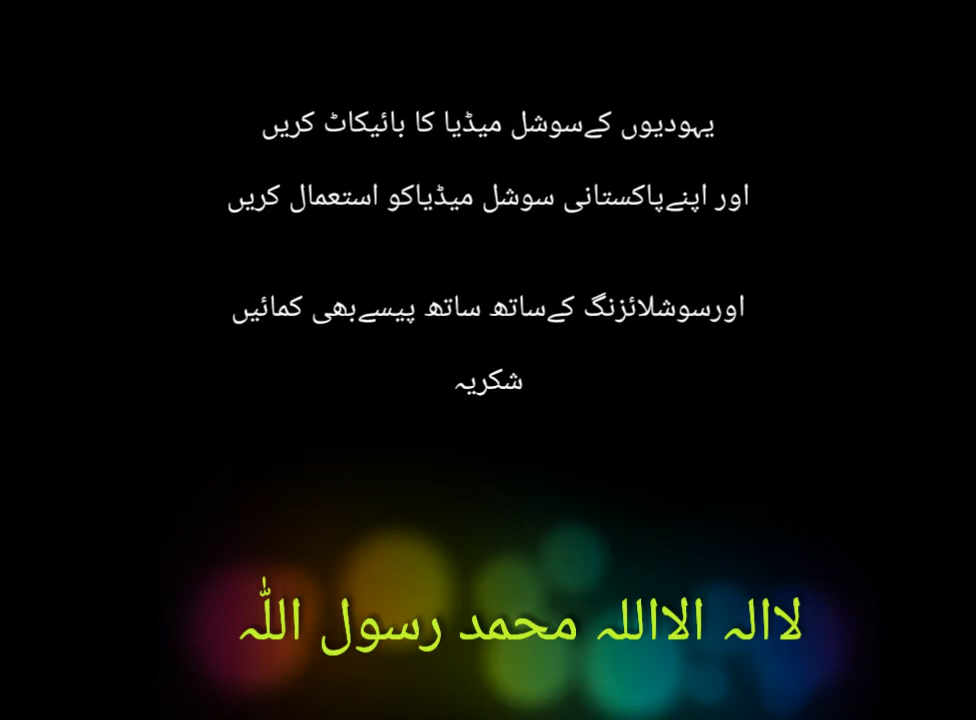 یہودیوں کےسوشل میڈیا کا بائیکاٹ کریں
اور اپنےپاکستانی سوشل میڈیاکو استعمال کریں
اورسوشلائزنگ کےساتھ ساتھ پیسےبھی کمائیں
شکریہ
لاالہ الااللہ محمد رسول اللّٰہ